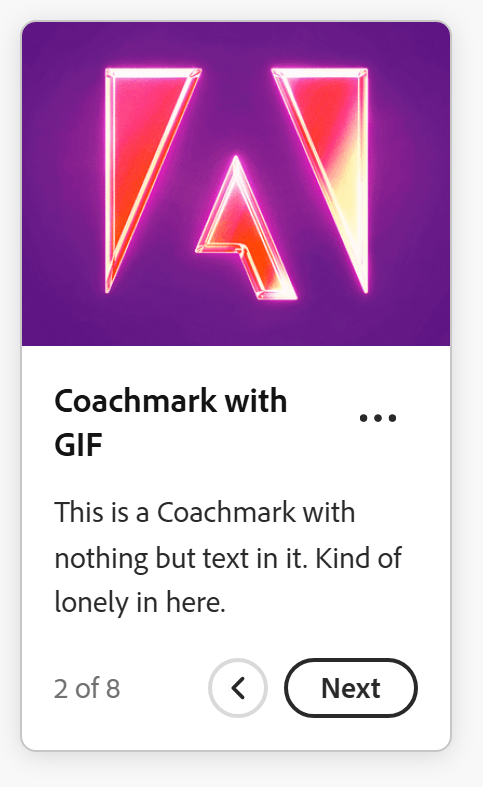 Coachmark with
GIF
This is a Coachmark with
nothing but text in it. Kind of
lonely in here.
2 of 8
Next